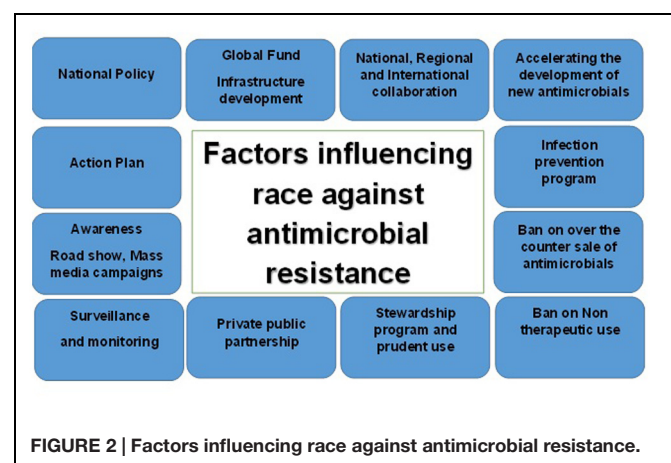 National Policy
Global Fund
Infrastructure
development
National, Regional
and International
collaboration
Accelerating the
development of
new antimicrobials
Action Plan
Factors influencing
race against
antimicrobial
resistance
Infection
prevention
program
Awareness
Road show, Mass
media campaigns
Ban on over the
counter sale of
antimicrobials
Surveillance
and monitoring
Private public
partnership
Stewardship
program and
prudent use
Ban on Non
therapeutic use
FIGURE 2 | Factors influencing race against antimicrobial resistance.